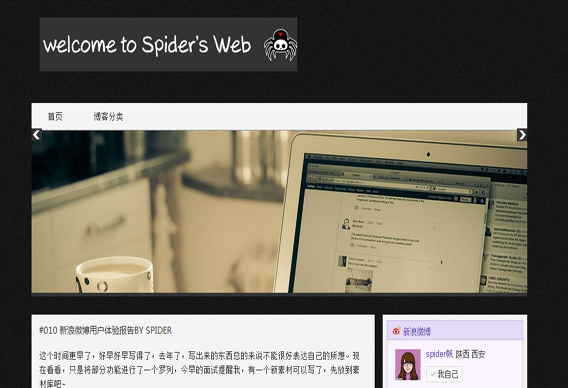 welcome to Spider's Web
首页 博客分类
#010 新浪微博用户体验报告BY SPIDER
这个时间更早了，好早好早写得了，去年了，写出来的东西总的来说不能很好表达自己的所想。现
在看看，只是将部分功能进行了一个罗列，今早的面试提醒我，有一个新素材可以写了，先放到素
材库吧~
新浪微博
spider帆 陕西 西安
我自己